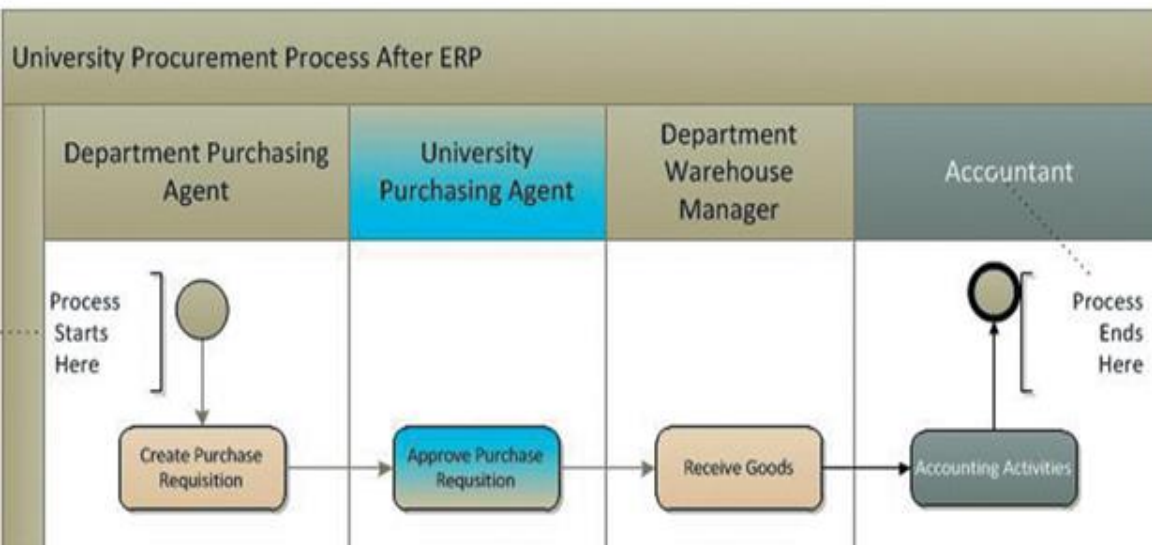 University Procurement Process After ERP
Department Purchasing
Agent
University
Purchasing Agent
Department
Warehouse
Manager
Accountant
Process
Starts
Here
Process
Ends
Here
Create Purchase
Requisition
Approve Purchase
Requsition
Receive Goods
Accounting Activities